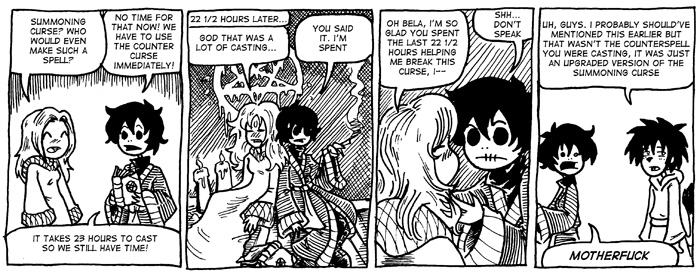 SUMMONING
CURSE? WHO
WOULD EVEN
MAKE SUCH A
SPELL?
NO TIME FOR
THAT NOW! WE
HAVE TO USE
THE COUNTER
CURSE
IMMEDIATELY!
IT TAKES 23 HOURS TO CAST
SO WE STILL HAVE TIME!
22 1/2 HOURS LATER...
GOD THAT WAS A
LOT OF CASTING...
YOU SAID
IT. I'M
SPENT
OH BELA, I'M SO
GLAD YOU SPENT
THE LAST 22 1/2
HOURS HELPING
ME BREAK THIS
CURSE, I--
SHH...
DON'T
SPEAK
UH, GUYS. I PROBABLY SHOULD'VE
MENTIONED THIS EARLIER BUT
THAT WASN'T THE COUNTERSPELL
YOU WERE CASTING, IT WAS JUST
AN UPGRADED VERSION OF THE
SUMMONING CURSE
MOTHERFUCK